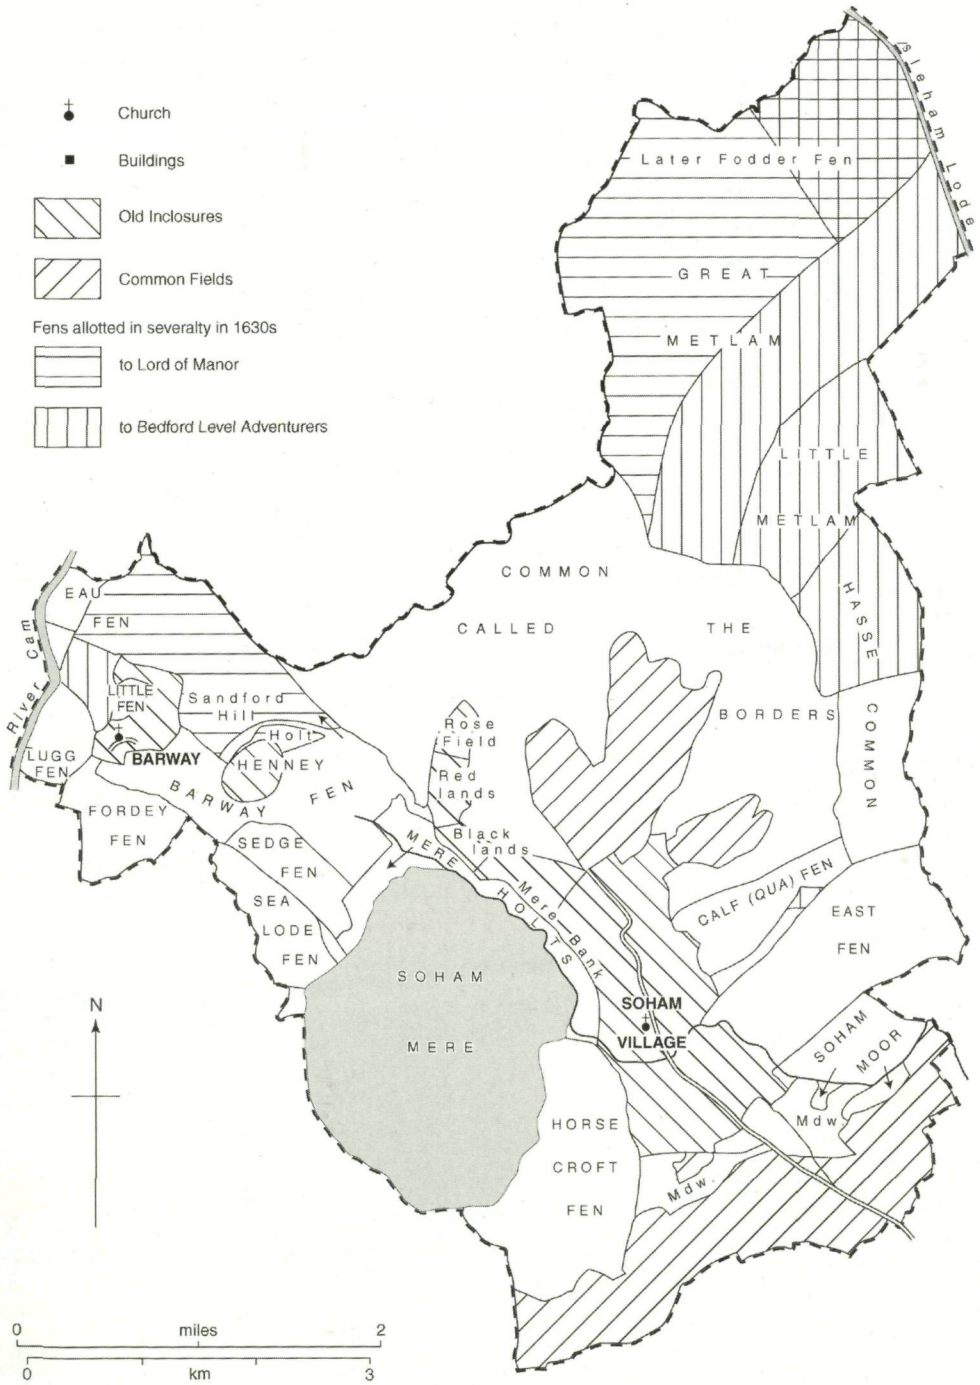 Church
Buildings
Old Inclosures
Common Fields
Fens allotted in severalty in 1630s
to Lord of Manor
to Bedford Level Adventurers
Isleham Lode
Later Fodder Fen
GREAT
METLAM
LITTLE
METLAM
HASSE
COMMON
COMMON
CALLED THE
BORDERS
River Cam
EAU
FEN
LITTLE
FEN
Sandford
Hill
Holt
BARWAY
HENNEY
LUGG
FEN
BARWAY FEN
FORDEY
FEN
SEDGE
FEN
SEA
LODE
FEN
Rose
Field
Red
lands
Black
lands
MERE HOLTS
Mere Bank
CALF (QUA) FEN
EAST
FEN
SOHAM
MERE
SOHAM
VILLAGE
SOHAM
MOOR
Mdw.
HORSE
CROFT
FEN
Mdw.
N
0 miles 2
0 km 3